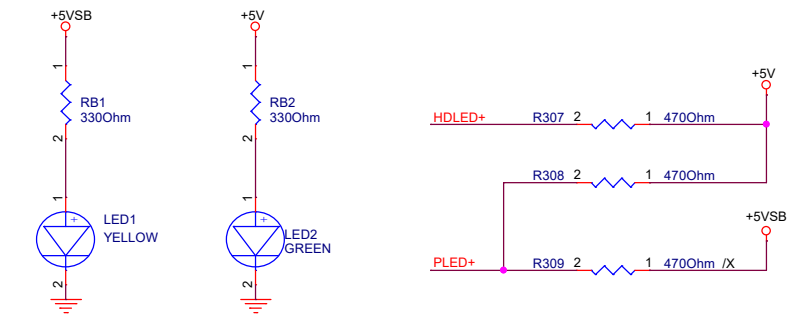 +5VSB
+5V
1
1
RB1
330Ohm
RB2
330Ohm
2
2
1
1
+
LED1
YELLOW
+
LED2
GREEN
2
2
+5V
HDLED+
R307 2 1 470Ohm
R308 2 1 470Ohm
+5VSB
PLED+
R309 2 1 470Ohm /X